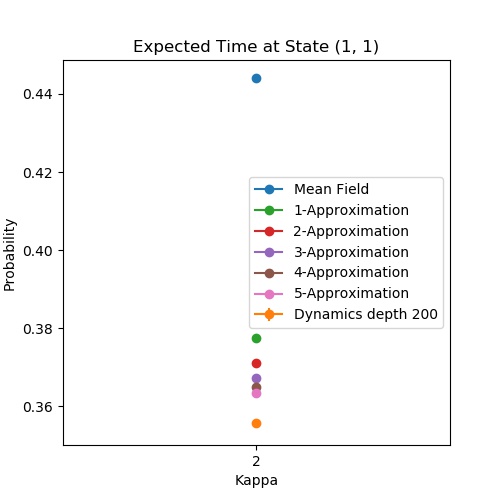 Expected Time at State (1, 1)
Probability
0.44
0.42
0.40
0.38
0.36
Mean Field
1-Approximation
2-Approximation
3-Approximation
4-Approximation
5-Approximation
Dynamics depth 200
2
Kappa